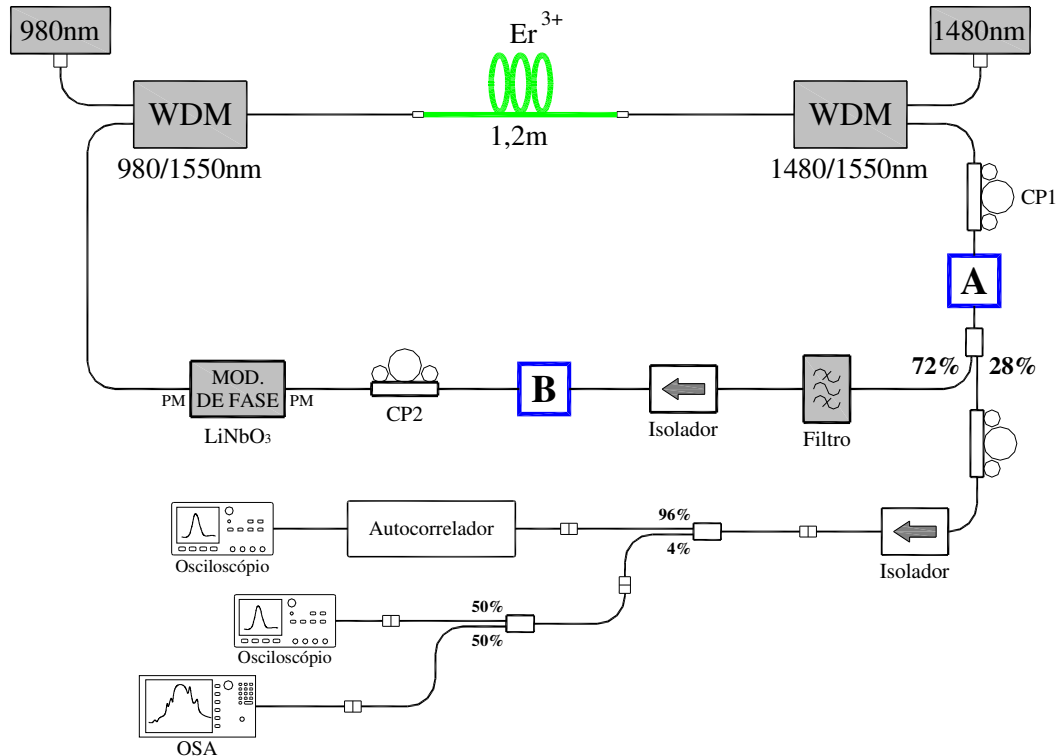 980nm
Er3+
1480nm
WDM
WDM
1,2m
980/1550nm
1480/1550nm
CP1
A
72%
28%
MOD.
DE FASE
PM
PM
LiNbO3
CP2
B
Isolador
Filtro
96%
4%
Autocorrelador
Osciloscópio
Isolador
50%
50%
Osciloscópio
OSA